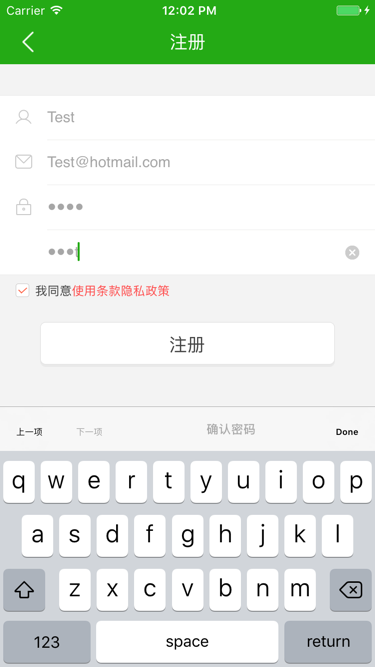 Carrier 12:02 PM
注册
Test
Test@hotmail.com
••••
•••t
我同意使用条款隐私政策
注册
上一项 下一项 确认密码 Done
q w e r t y u i o p
a s d f g h j k l
z x c v b n m
123 space return